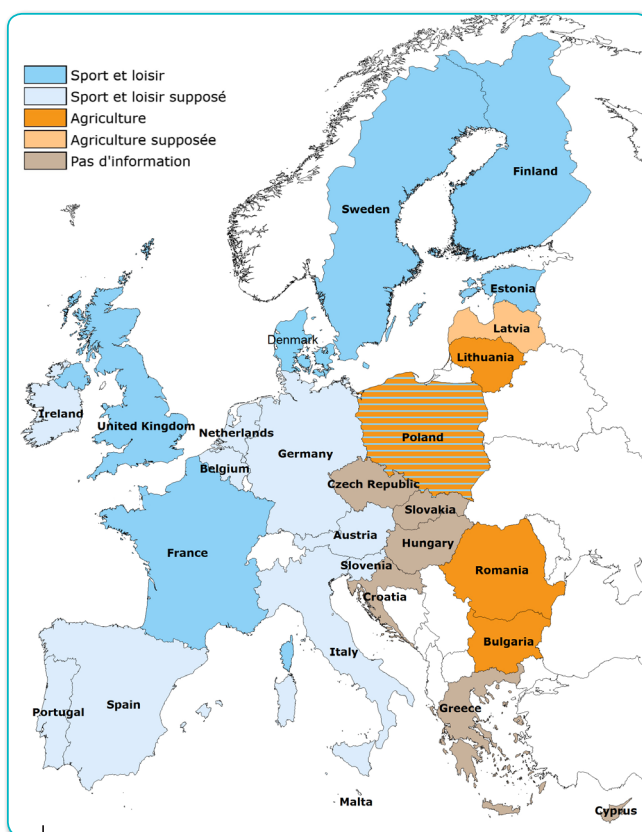 Sport et loisir
Sport et loisir supposé
Agriculture
Agriculture supposée
Pas d'information
Finland
Sweden
Estonia
Latvia
Denmark
Lithuania
Ireland
United Kingdom
Netherlands
Poland
Germany
Belgium
Czech Republic
Slovakia
Austria
Hungary
France
Slovenia
Romania
Croatia
Bulgaria
Italy
Spain
Portugal
Greece
Malta
Cyprus